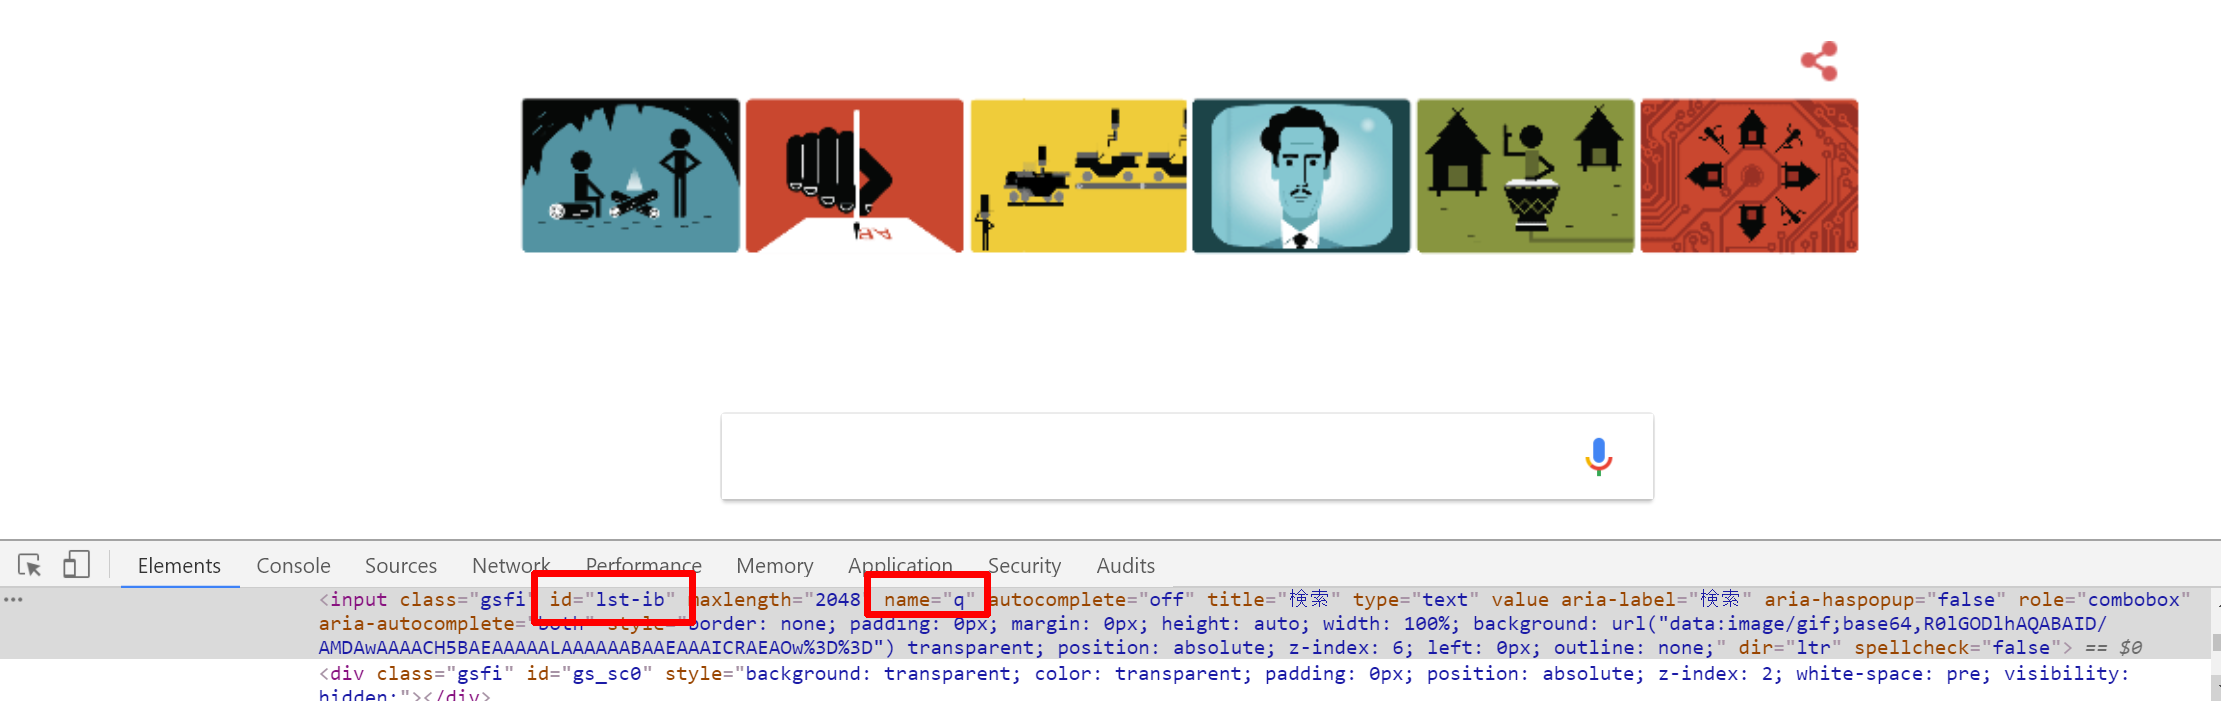 Elements Console Sources Network Performance Memory Application Security Audits
<input class="gsfi" id="lst-ib" maxlength="2048" name="q" autocomplete="off" title="検索" type="text" value aria-label="検索" aria-haspopup="false" role="combobox"
aria-autocomplete="both" style="border: none; padding: 0px; margin: 0px; height: auto; width: 100%; background: url("data:image/gif;base64,R0lGODlhAQABAID/
AMDAwAAAACH5BAEAAAAALAAAAAABAAEAAAICRAEAOw%3D%3D") transparent; position: absolute; z-index: 6; left: 0px; outline: none;" dir="ltr" spellcheck="false"> == $0
<div class="gsfi" id="gs_sc0" style="background: transparent; color: transparent; padding: 0px; position: absolute; z-index: 2; white-space: pre; visibility:
hidden;"></div>